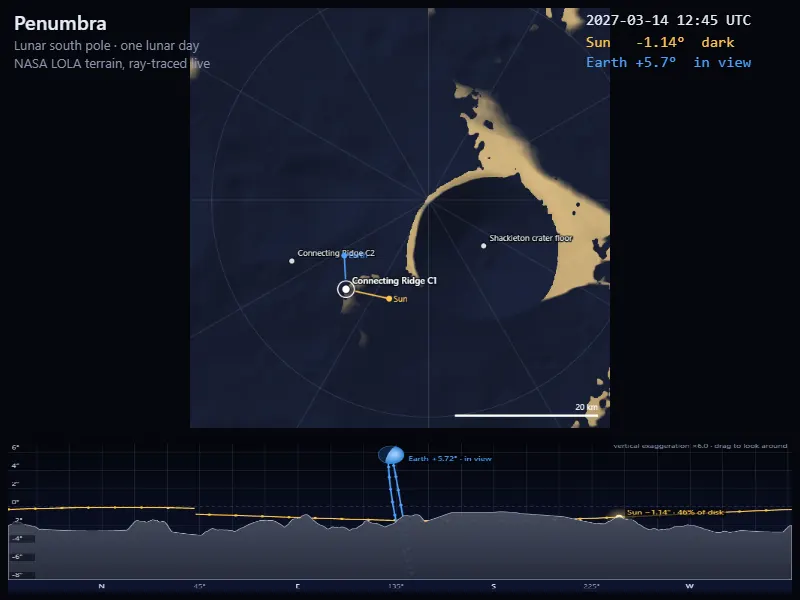 Penumbra
Lunar south pole · one lunar day
NASA LOLA terrain, ray-traced live
2027-03-14 12:45 UTC
Sun -1.14° dark
Earth +5.7° in view
Shackleton crater floor
Connecting Ridge C2
Connecting Ridge C1
Sun
20 km
vertical exaggeration ×6.0 · drag to look around
6°
4°
2°
0°
-2°
-4°
-6°
-8°
Earth +5.72° · in view
Sun -1.14° · 46% of disk
N 45° E 135° S 225° W